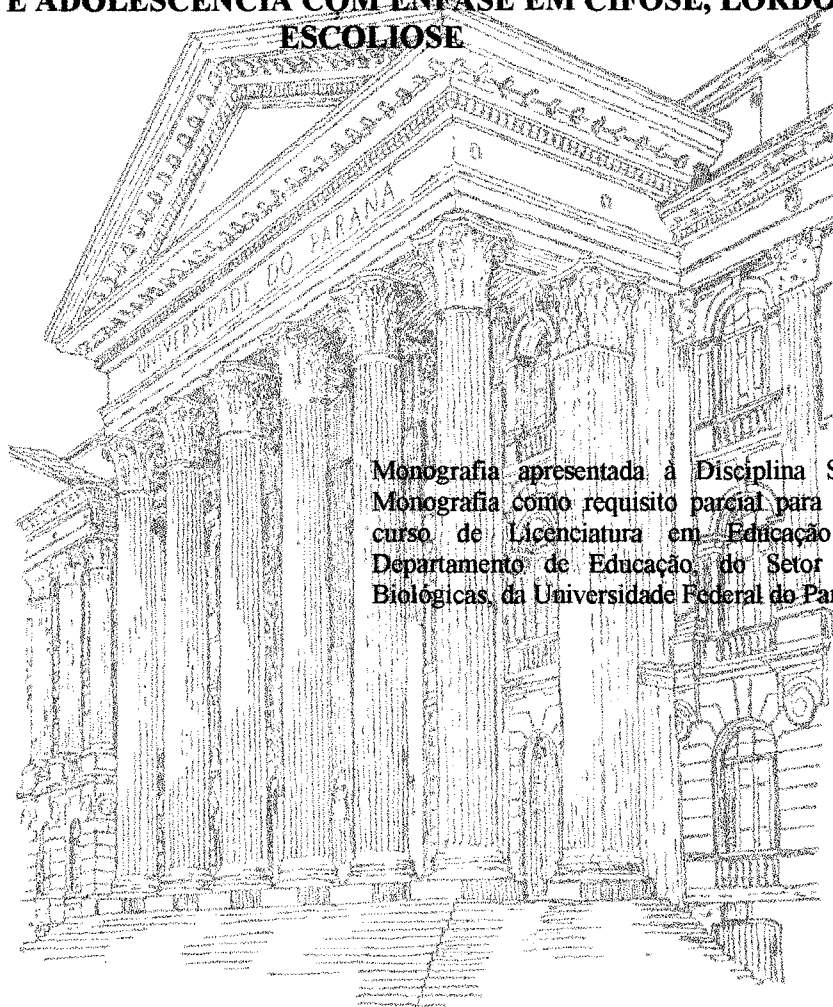 E ADOLESCÊNCIA COM ÊNFASE EM CIFOSE, LORDO
ESCOLIOSE
UNIVERSIDADE DO PARANÁ
Monografia apresentada à Disciplina S
Monografia como requisito parcial para
curso de Licenciatura em Educação
Departamento de Educação, do Setor
Biológicas, da Universidade Federal do Par